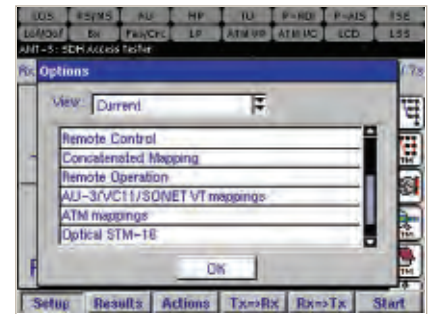 LOS RS/MS AU HP TU P-RDI P-AIS TSE
LOF/OOF Bx Pas/Crc LP ATM VP ATM VC LCD LSS
ANT-5: SDH Access Tester
Options
View: Current
Remote Control
Concatenated Mapping
Remote Operation
AU-3/VC11/SONET VT mappings
ATM mappings
Optical STM-16
OK
Setup Results Actions Tx=>Rx Rx=>Tx Start